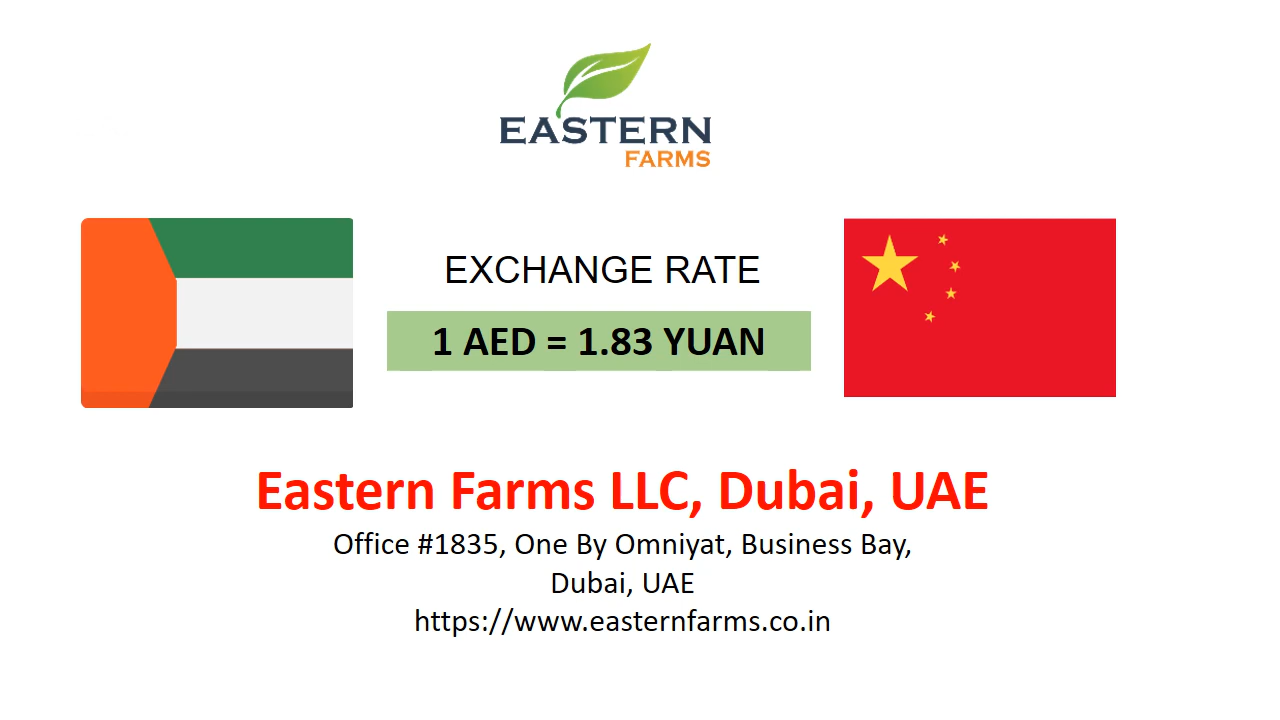 EASTERN
FARMS
EXCHANGE RATE
1 AED = 1.83 YUAN
Eastern Farms LLC, Dubai, UAE
Office #1835, One By Omniyat, Business Bay,
Dubai, UAE
https://www.easternfarms.co.in